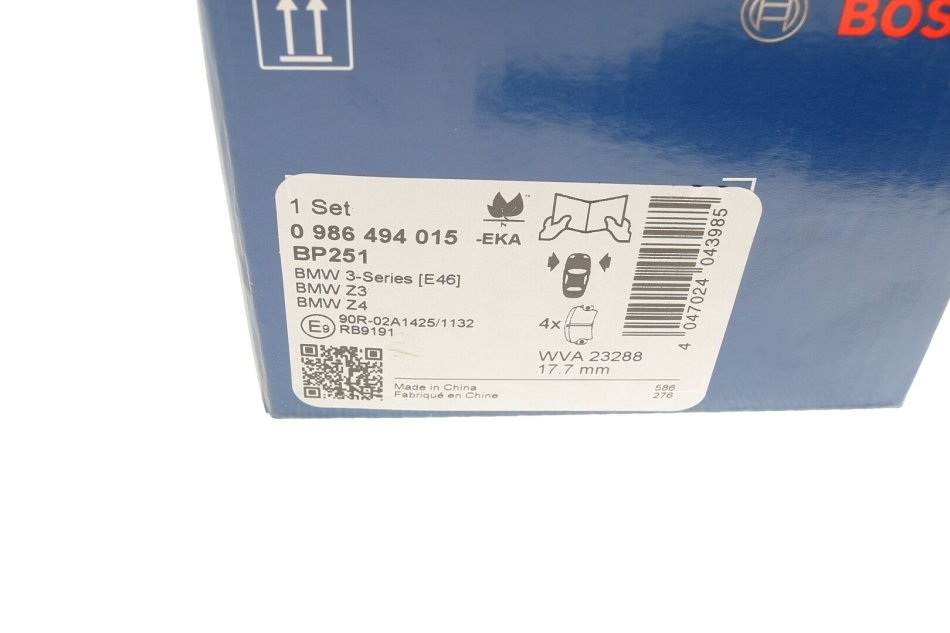 BOS
1 Set
0 986 494 015
-EKA
BP251
BMW 3-Series [E46]
BMW Z3
BMW Z4
E9 90R-02A1425/1132
RB9191
4x
WVA 23288
17.7 mm
Made in China
Fabriqué en Chine
586
276
4 047024 043985